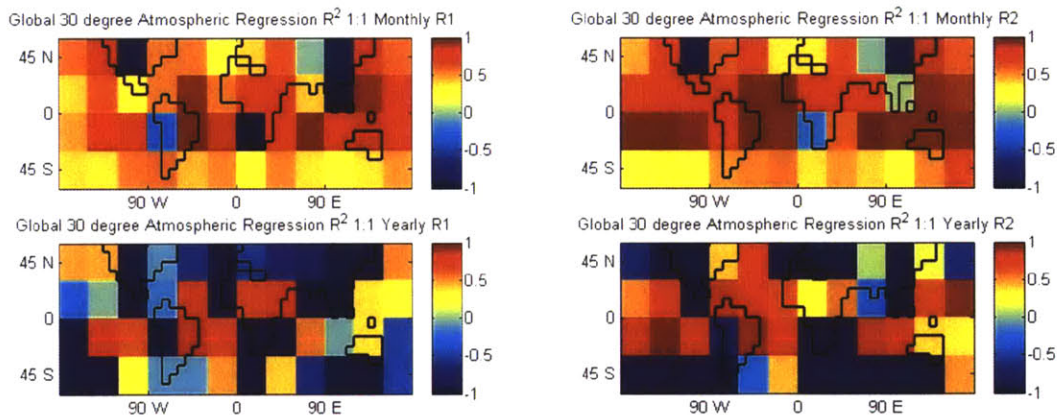 Global 30 degree Atmospheric Regression R² 1:1 Monthly R1
45 N
0
45 S
90 W 0 90 E
1
0.5
0
-0.5
-1
Global 30 degree Atmospheric Regression R² 1:1 Monthly R2
45 N
0
45 S
90 W 0 90 E
1
0.5
0
-0.5
-1
Global 30 degree Atmospheric Regression R² 1:1 Yearly R1
45 N
0
45 S
90 W 0 90 E
1
0.5
0
-0.5
-1
Global 30 degree Atmospheric Regression R² 1:1 Yearly R2
45 N
0
45 S
90 W 0 90 E
1
0.5
0
-0.5
-1